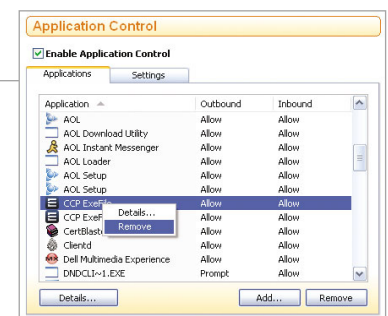 Application Control
Enable Application Control
Applications Settings
Application Outbound Inbound
AOL Allow Allow
AOL Download Utility Allow Allow
AOL Instant Messenger Allow Allow
AOL Loader Allow Allow
AOL Setup Allow Allow
AOL Setup Allow Allow
CCP ExeFile Allow Allow
CCP ExeF Allow Allow
CertBlast Allow Allow
Clientd Allow Allow
Dell Multimedia Experience Allow Allow
DNDCLI~1.EXE Prompt Allow
Details...
Remove
Details... Add... Remove